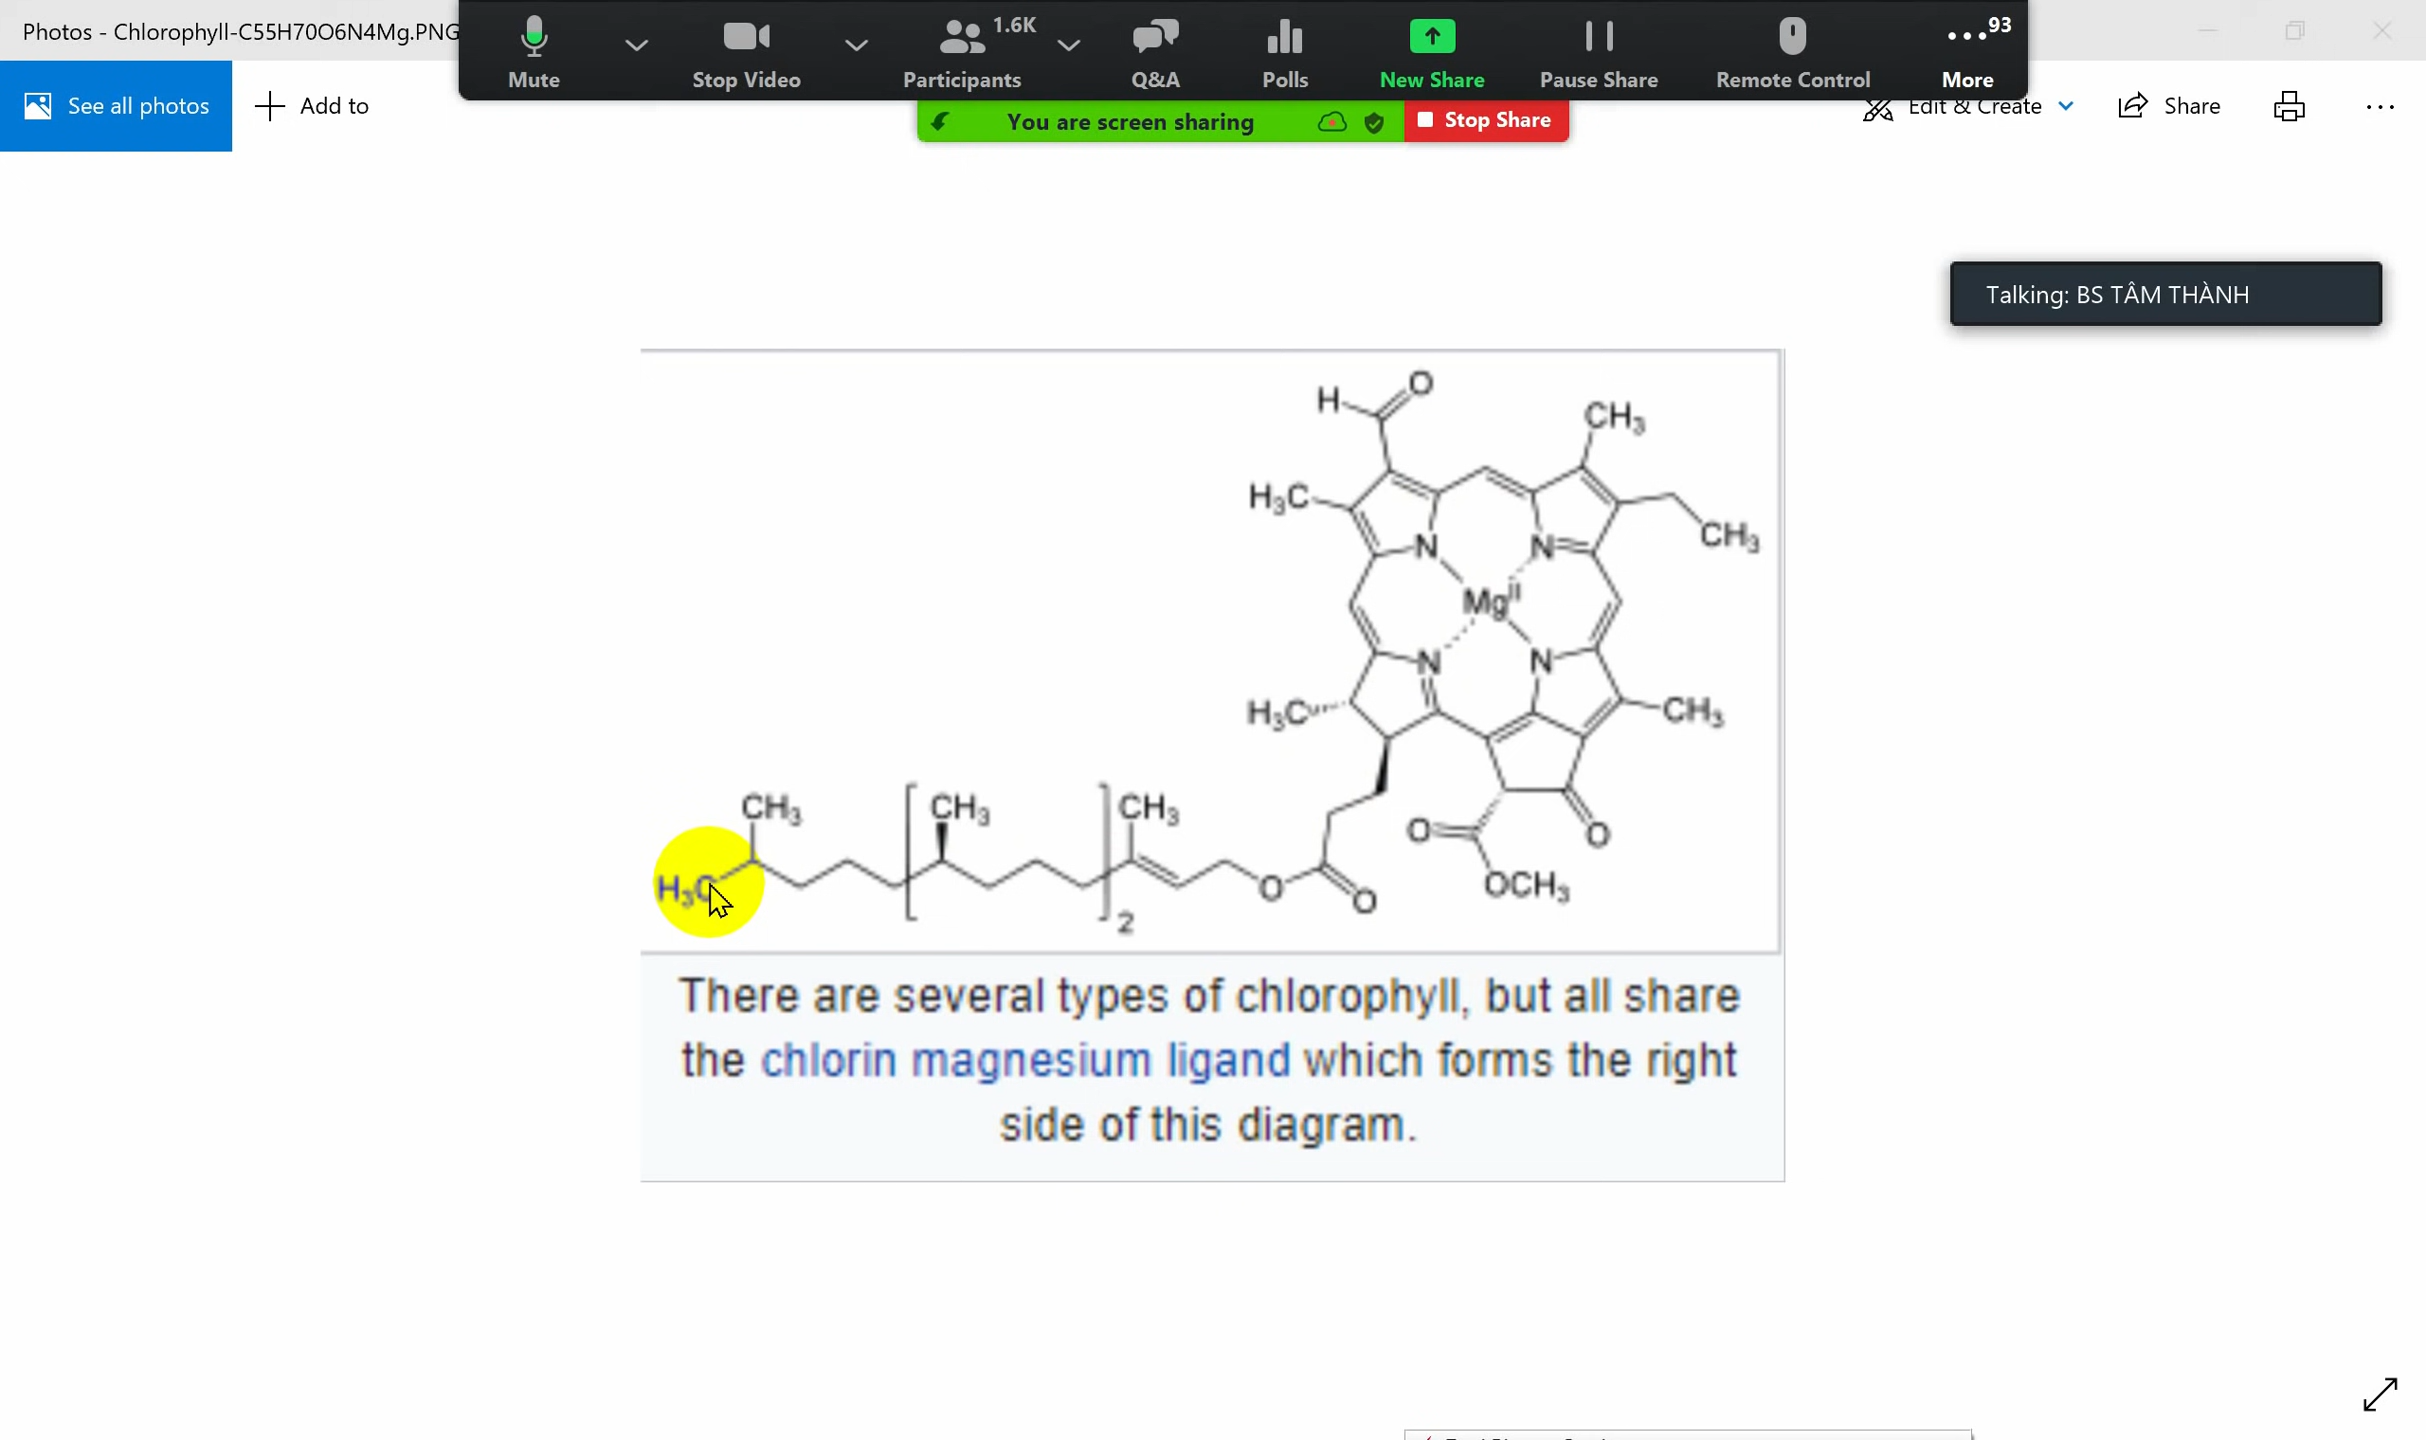 Photos - Chlorophyll-C55H70O6N4Mg.PNG
1.6K
93
Mute
Stop Video
Participants
Q&A
Polls
New Share
Pause Share
Remote Control
More
See all photos
Add to
You are screen sharing
Stop Share
Edit & Create
Share
Talking: BS TÂM THÀNH
H
O
CH3
H3C
CH3
N
N
MgII
N
N
H3C
CH3
CH3
CH3
CH3
O
O
H3C
O
O
OCH3
2
There are several types of chlorophyll, but all share
the chlorin magnesium ligand which forms the right
side of this diagram.